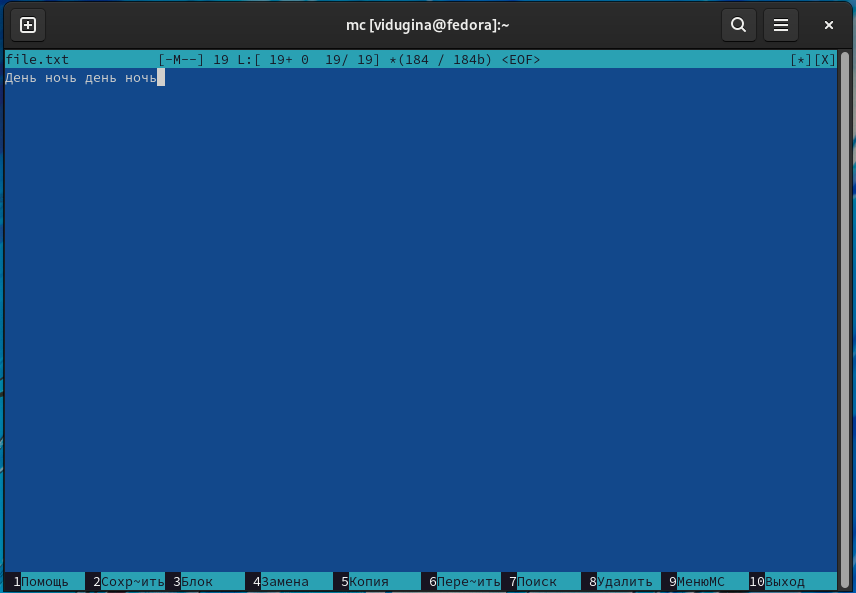 mc [vidugina@fedora]:~
file.txt [-M--] 19 L:[ 19+ 0 19/ 19] *(184 / 184b) <EOF> [*][X]
День ночь день ночь
1Помощь 2Сохр~ить 3Блок 4Замена 5Копия 6Пере~ить 7Поиск 8Удалить 9МенюMC 10Выход